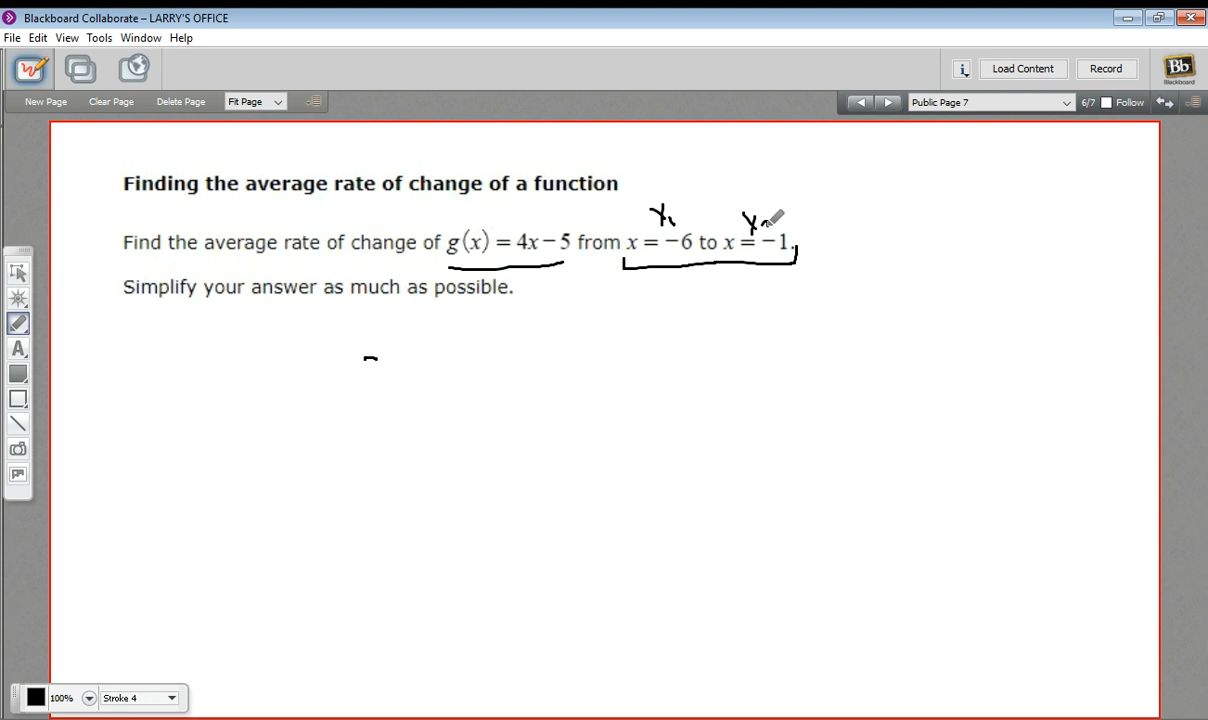 Blackboard Collaborate – LARRY'S OFFICE
File Edit View Tools Window Help
i Load Content Record Bb Blackboard
New Page Clear Page Delete Page Fit Page Public Page 7 6/7 Follow
Finding the average rate of change of a function
x₁
Find the average rate of change of g(x) = 4x − 5 from x = −6 to x = −1.
Simplify your answer as much as possible.
A
100% Stroke 4